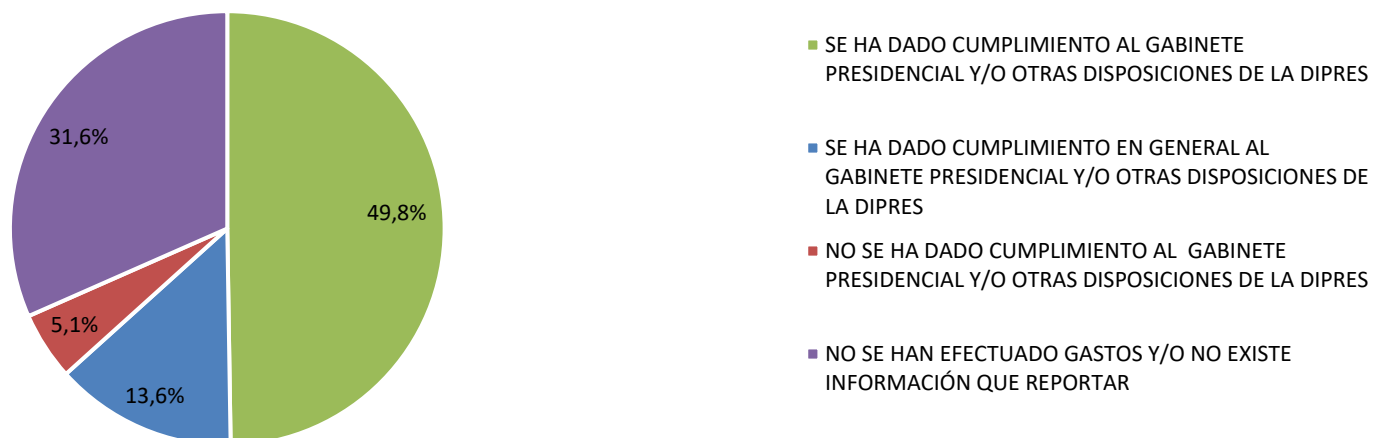 31,6%
49,8%
5,1%
13,6%
SE HA DADO CUMPLIMIENTO AL GABINETE
PRESIDENCIAL Y/O OTRAS DISPOSICIONES DE LA DIPRES
SE HA DADO CUMPLIMIENTO EN GENERAL AL
GABINETE PRESIDENCIAL Y/O OTRAS DISPOSICIONES DE
LA DIPRES
NO SE HA DADO CUMPLIMIENTO AL  GABINETE
PRESIDENCIAL Y/O OTRAS DISPOSICIONES DE LA DIPRES
NO SE HAN EFECTUADO GASTOS Y/O NO EXISTE
INFORMACIÓN QUE REPORTAR